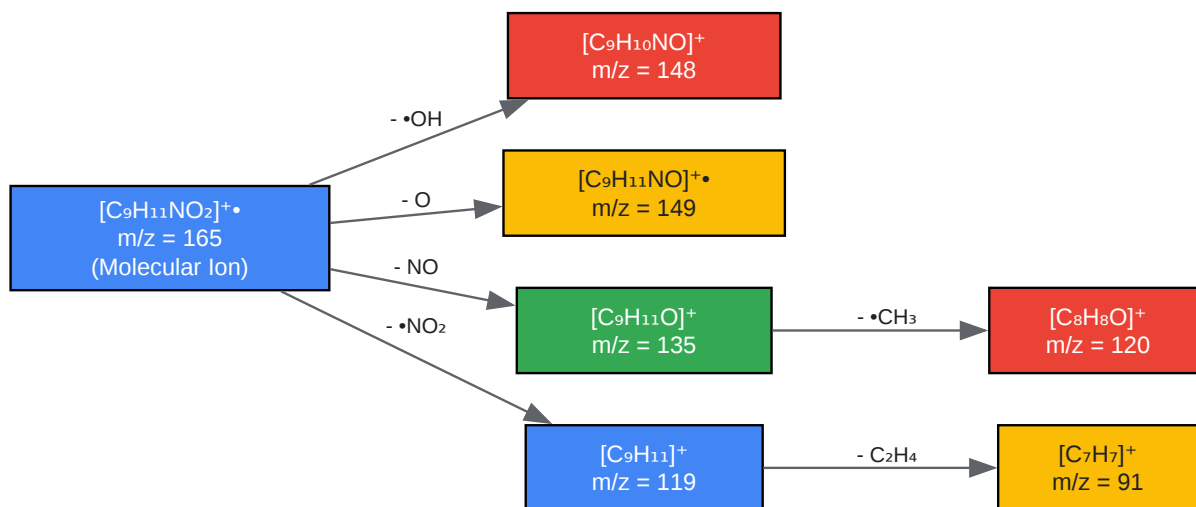 [C₉H₁₀NO]⁺
m/z = 148
- •OH
[C₉H₁₁NO]⁺•
m/z = 149
- O
[C₉H₁₁NO₂]⁺•
m/z = 165
(Molecular Ion)
- NO
[C₉H₁₁O]⁺
m/z = 135
- •CH₃
[C₈H₈O]⁺
m/z = 120
- •NO₂
[C₉H₁₁]⁺
m/z = 119
- C₂H₄
[C₇H₇]⁺
m/z = 91